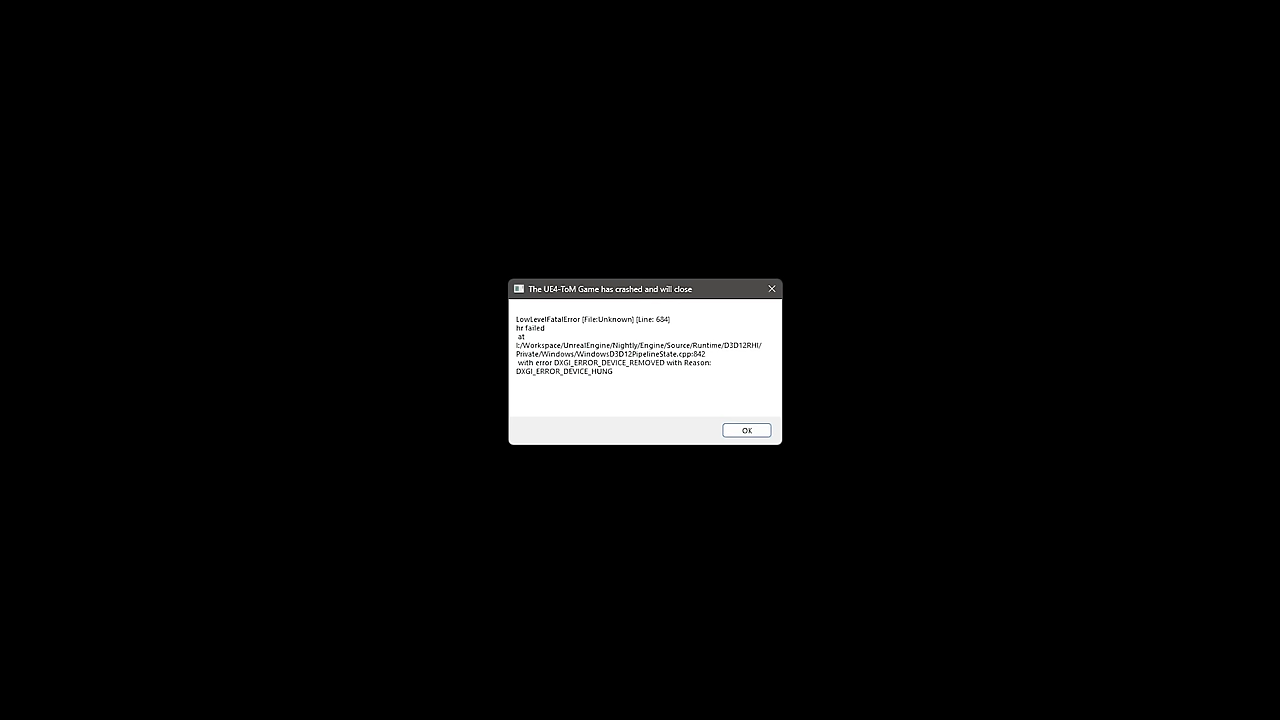 The UE4-ToM Game has crashed and will close
LowLevelFatalError [File:Unknown] [Line: 684]
hr failed
at
I:/Workspace/UnrealEngine/Nightly/Engine/Source/Runtime/D3D12RHI/
Private/Windows/WindowsD3D12PipelineState.cpp:842
with error DXGI_ERROR_DEVICE_REMOVED with Reason:
DXGI_ERROR_DEVICE_HUNG
OK